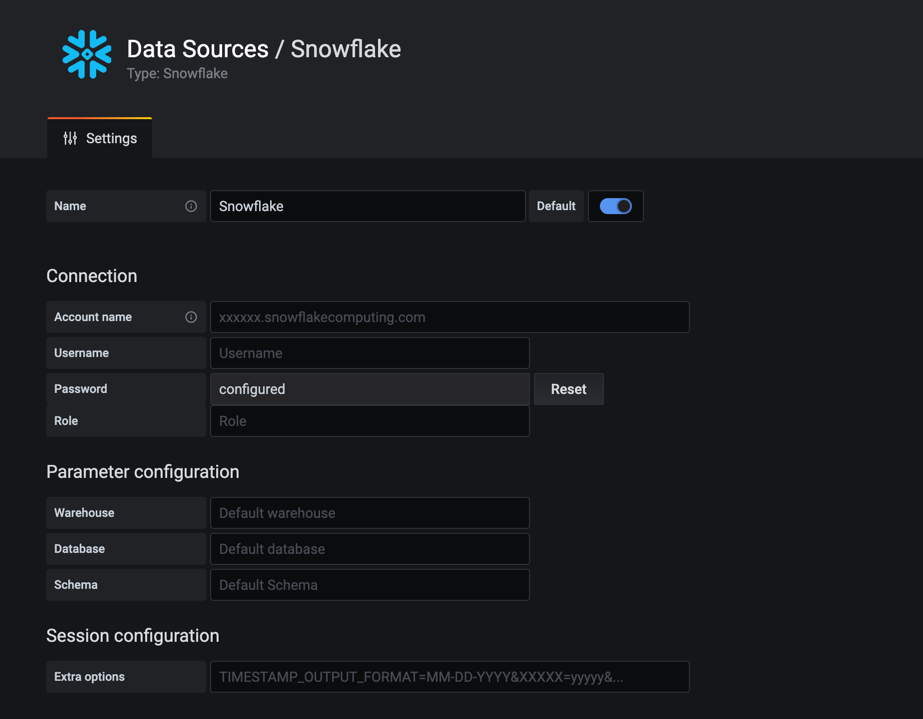 Data Sources / Snowflake
Type: Snowflake
Settings
Name Snowflake Default
Connection
Account name xxxxxx.snowflakecomputing.com
Username Username
Password configured Reset
Role Role
Parameter configuration
Warehouse Default warehouse
Database Default database
Schema Default Schema
Session configuration
Extra options TIMESTAMP_OUTPUT_FORMAT=MM-DD-YYYY&XXXXX=yyyyy&...